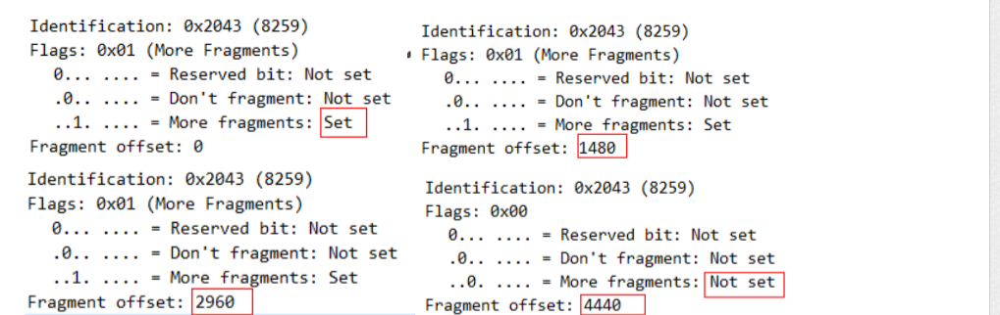 Identification: 0x2043 (8259)
Flags: 0x01 (More Fragments)
0... .... = Reserved bit: Not set
.0.. .... = Don't fragment: Not set
..1. .... = More fragments: Set
Fragment offset: 0
Identification: 0x2043 (8259)
Flags: 0x01 (More Fragments)
0... .... = Reserved bit: Not set
.0.. .... = Don't fragment: Not set
..1. .... = More fragments: Set
Fragment offset: 1480
Identification: 0x2043 (8259)
Flags: 0x01 (More Fragments)
0... .... = Reserved bit: Not set
.0.. .... = Don't fragment: Not set
..1. .... = More fragments: Set
Fragment offset: 2960
Identification: 0x2043 (8259)
Flags: 0x00
0... .... = Reserved bit: Not set
.0.. .... = Don't fragment: Not set
..0. .... = More fragments: Not set
Fragment offset: 4440